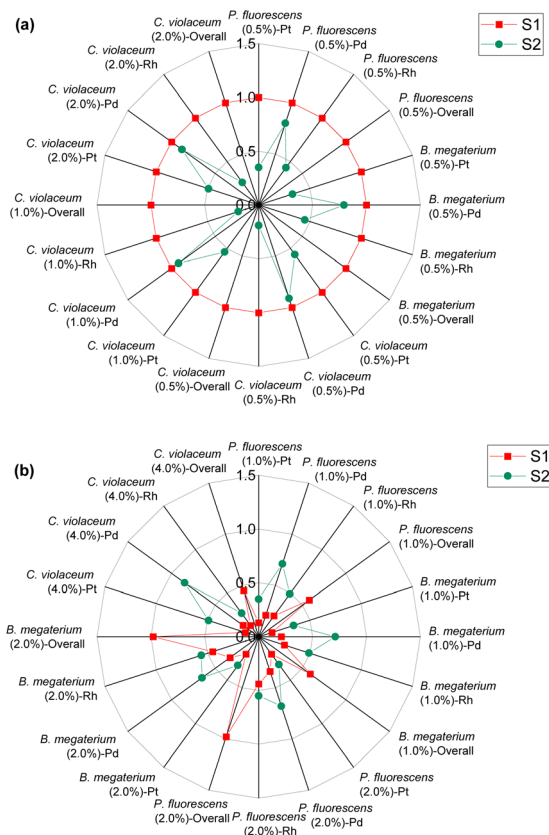 (a)
S1
S2
P. fluorescens
(0.5%)-Pt
P. fluorescens
(0.5%)-Pd
P. fluorescens
(0.5%)-Rh
P. fluorescens
(0.5%)-Overall
B. megaterium
(0.5%)-Pt
B. megaterium
(0.5%)-Pd
B. megaterium
(0.5%)-Rh
B. megaterium
(0.5%)-Overall
C. violaceum
(0.5%)-Pt
C. violaceum
(0.5%)-Pd
C. violaceum
(0.5%)-Rh
C. violaceum
(0.5%)-Overall
C. violaceum
(1.0%)-Pt
C. violaceum
(1.0%)-Pd
C. violaceum
(1.0%)-Rh
C. violaceum
(1.0%)-Overall
C. violaceum
(2.0%)-Pt
C. violaceum
(2.0%)-Pd
C. violaceum
(2.0%)-Rh
C. violaceum
(2.0%)-Overall
1.5
1.0
0.5
0.0
(b)
S1
S2
P. fluorescens
(1.0%)-Pt
P. fluorescens
(1.0%)-Pd
P. fluorescens
(1.0%)-Rh
P. fluorescens
(1.0%)-Overall
B. megaterium
(1.0%)-Pt
B. megaterium
(1.0%)-Pd
B. megaterium
(1.0%)-Rh
B. megaterium
(1.0%)-Overall
P. fluorescens
(2.0%)-Pt
P. fluorescens
(2.0%)-Pd
P. fluorescens
(2.0%)-Rh
P. fluorescens
(2.0%)-Overall
B. megaterium
(2.0%)-Pt
B. megaterium
(2.0%)-Pd
B. megaterium
(2.0%)-Rh
B. megaterium
(2.0%)-Overall
C. violaceum
(4.0%)-Pt
C. violaceum
(4.0%)-Pd
C. violaceum
(4.0%)-Rh
C. violaceum
(4.0%)-Overall
1.5
1.0
0.5
0.0